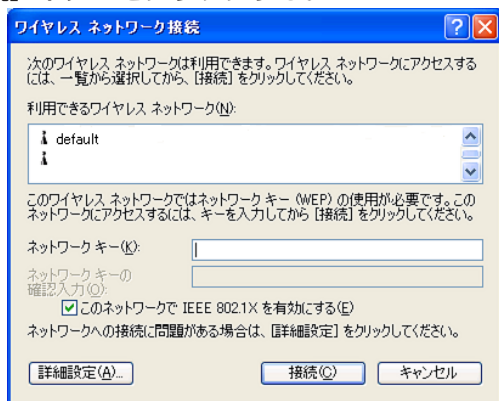 ワイヤレス ネットワーク接続
次のワイヤレス ネットワークは利用できます。ワイヤレス ネットワークにアクセスする
には、一覧から選択してから、[接続] をクリックしてください。
利用できるワイヤレス ネットワーク(N):
default
このワイヤレス ネットワークではネットワーク キー (WEP) の使用が必要です。この
ネットワークにアクセスするには、キーを入力してから [接続] をクリックしてください。
ネットワーク キー(K):
ネットワーク キーの
確認入力(O):
このネットワークで IEEE 802.1X を有効にする(E)
ネットワークへの接続に問題がある場合は、[詳細設定] をクリックしてください。
詳細設定(A)...
接続(C)
キャンセル